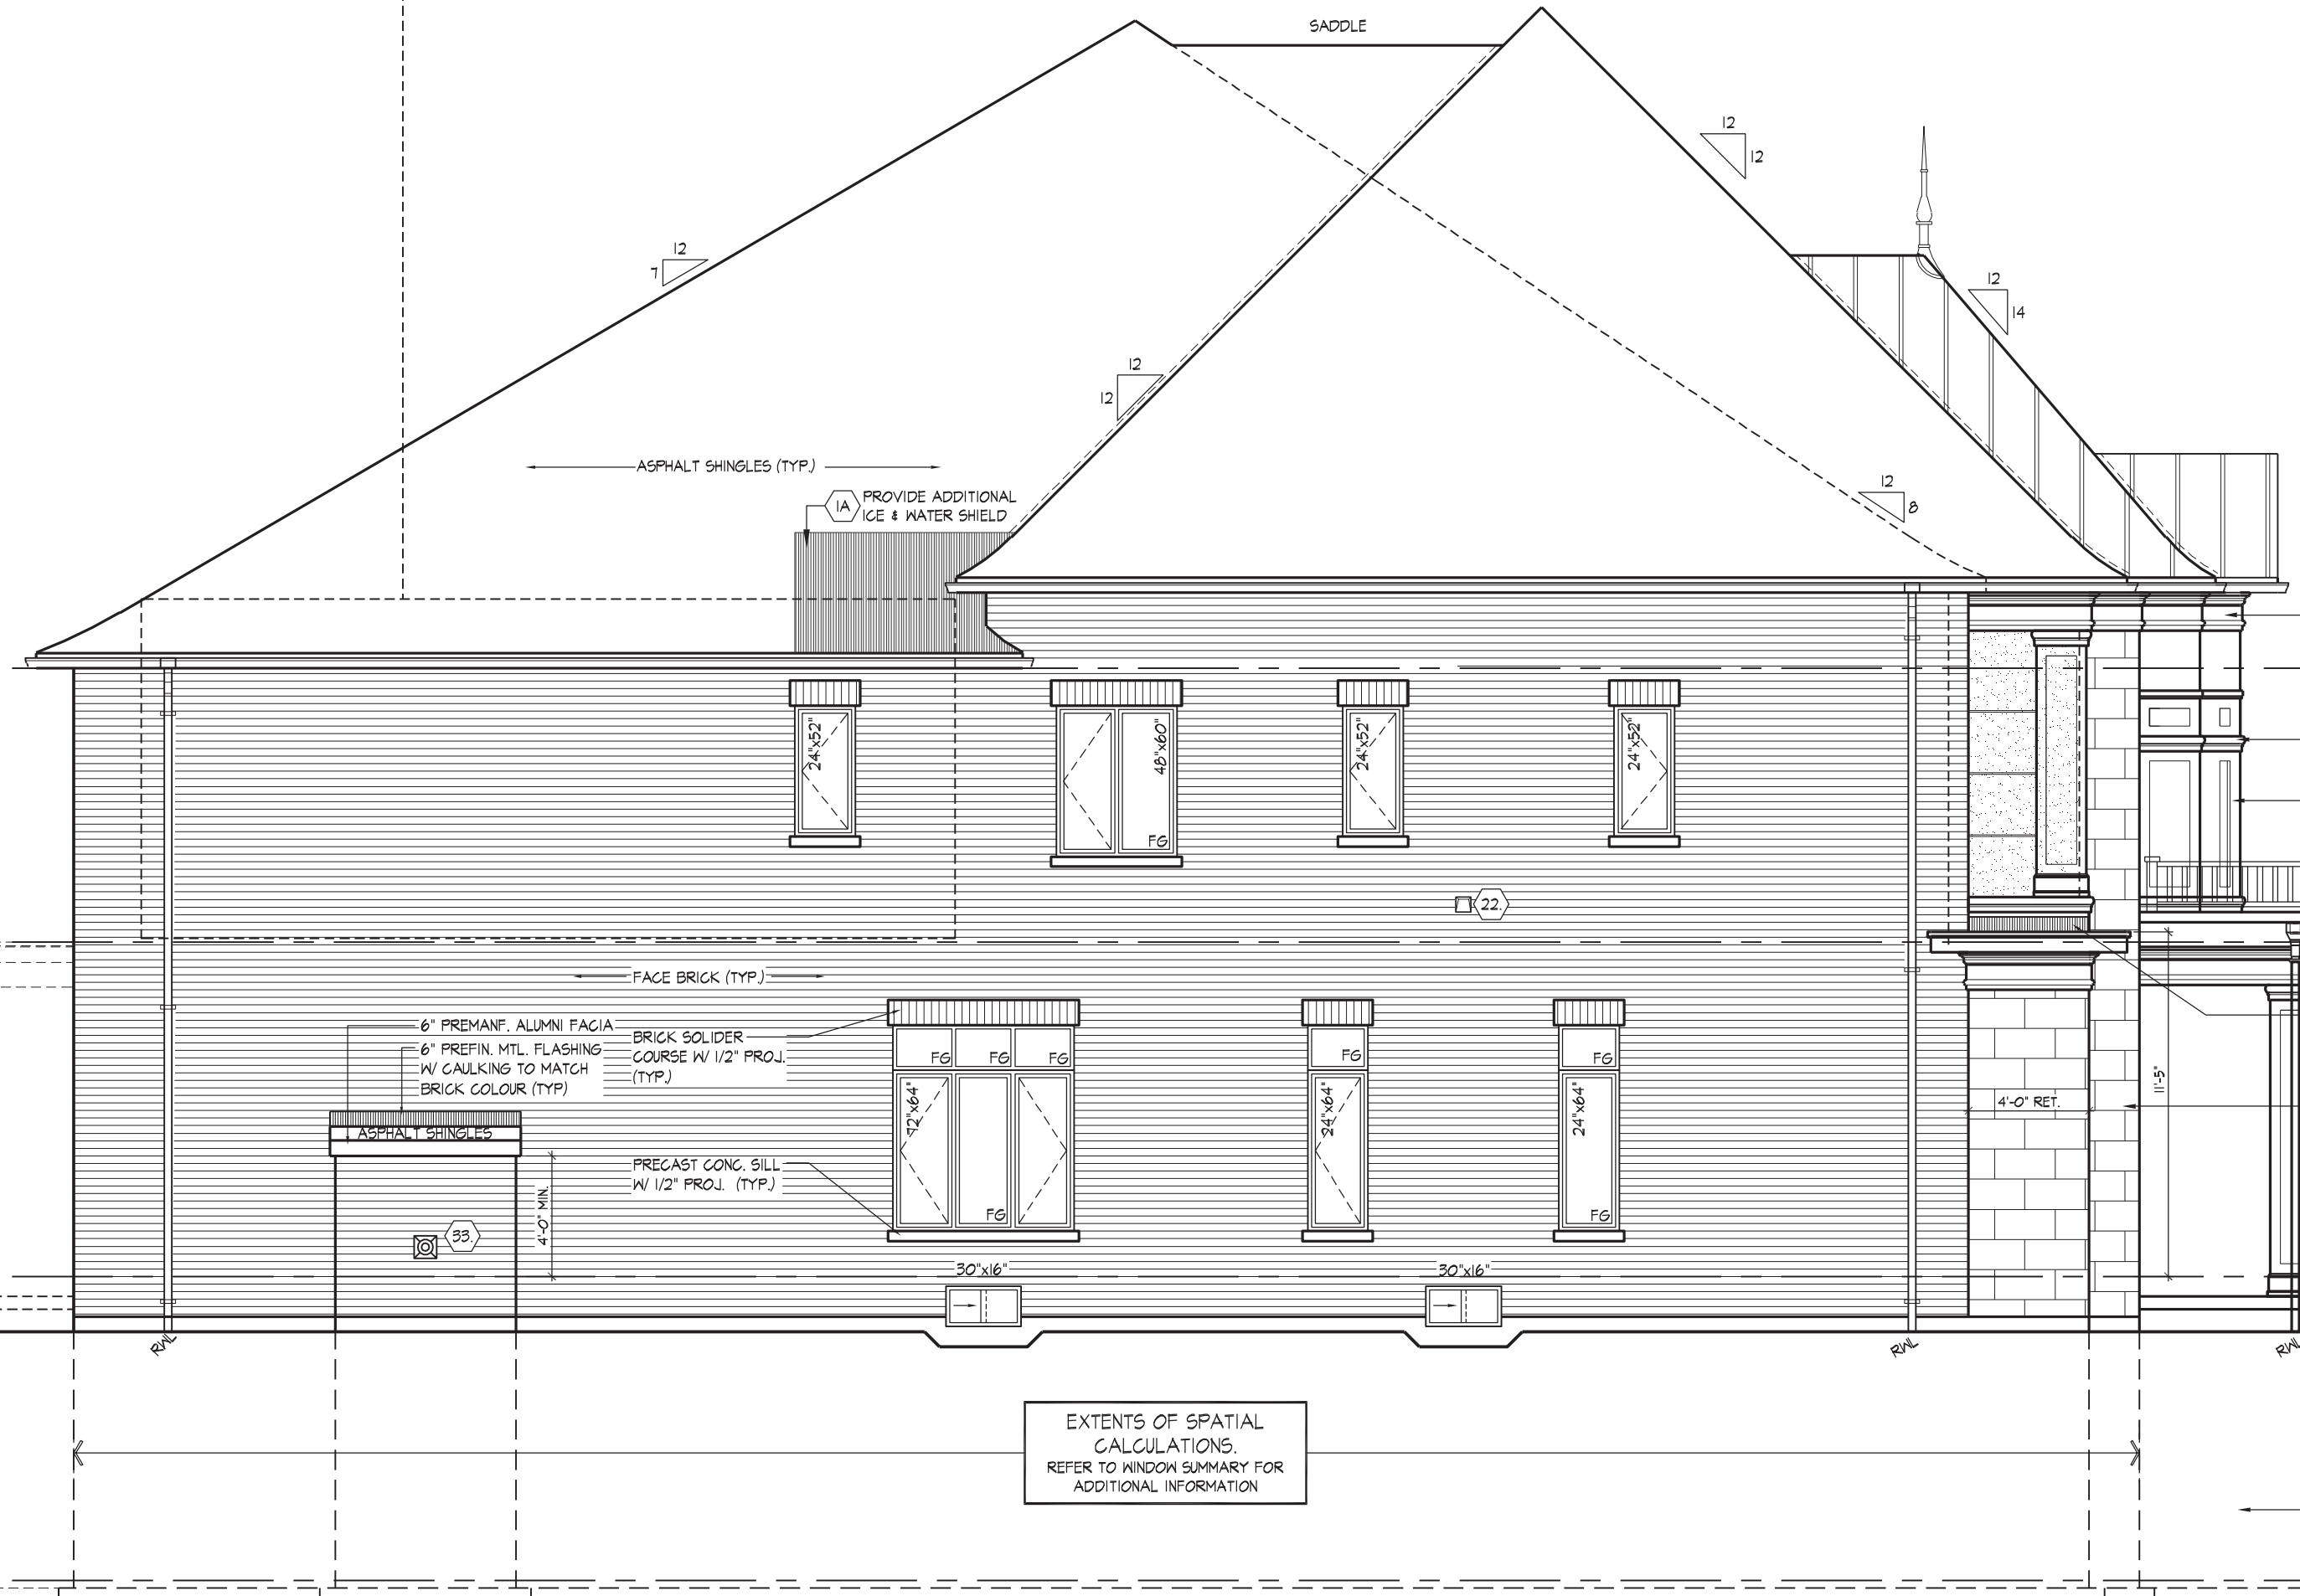 SADDLE
12
12
12
7
12
14
12
12
ASPHALT SHINGLES (TYP.)
1A
PROVIDE ADDITIONAL
ICE & WATER SHIELD
12
8
24"x52"
48"x60"
FG
24"x52"
24"x52"
22.
FACE BRICK (TYP.)
6" PREMANF. ALUMNI FACIA
6" PREFIN. MTL. FLASHING
W/ CAULKING TO MATCH
BRICK COLOUR (TYP)
BRICK SOLIDER
COURSE W/ 1/2" PROJ.
(TYP.)
FG
FG
FG
72"x64"
FG
FG
24"x64"
FG
24"x64"
FG
11'-5"
4'-0" RET.
ASPHALT SHINGLES
PRECAST CONC. SILL
W/ 1/2" PROJ. (TYP.)
4'-0" MIN.
33.
30"x16"
30"x16"
RWL
RWL
RWL
EXTENTS OF SPATIAL
CALCULATIONS.
REFER TO WINDOW SUMMARY FOR
ADDITIONAL INFORMATION